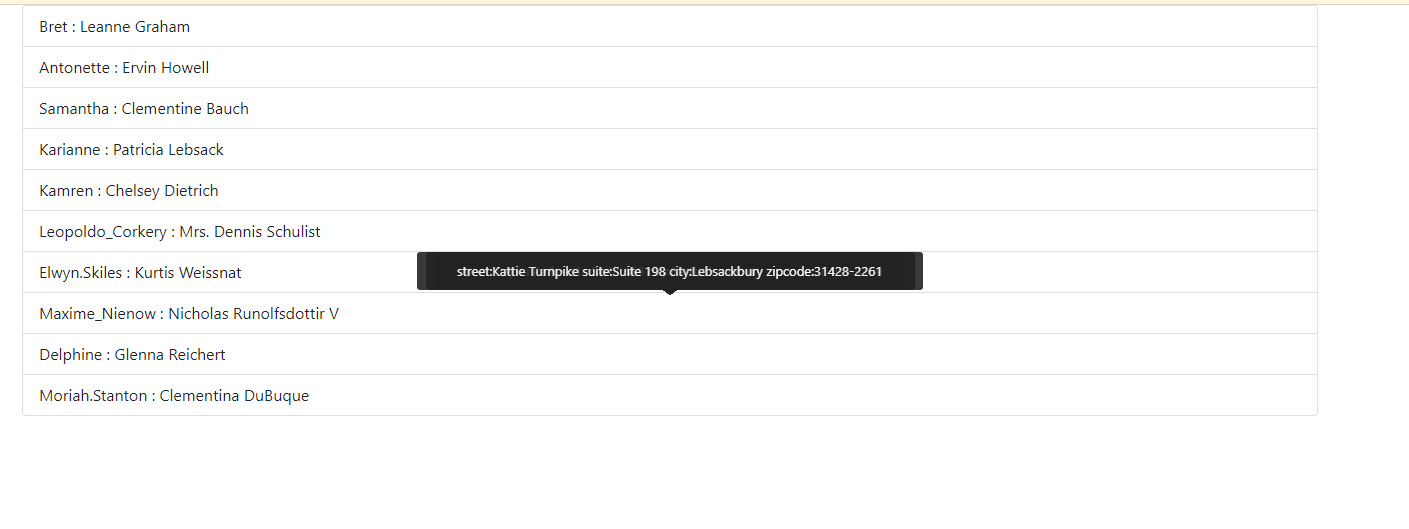 Bret : Leanne Graham
Antonette : Ervin Howell
Samantha : Clementine Bauch
Karianne : Patricia Lebsack
Kamren : Chelsey Dietrich
Leopoldo_Corkery : Mrs. Dennis Schulist
Elwyn.Skiles : Kurtis Weissnat
street:Kattie Turnpike suite:Suite 198 city:Lebsackbury zipcode:31428-2261
Maxime_Nienow : Nicholas Runolfsdottir V
Delphine : Glenna Reichert
Moriah.Stanton : Clementina DuBuque